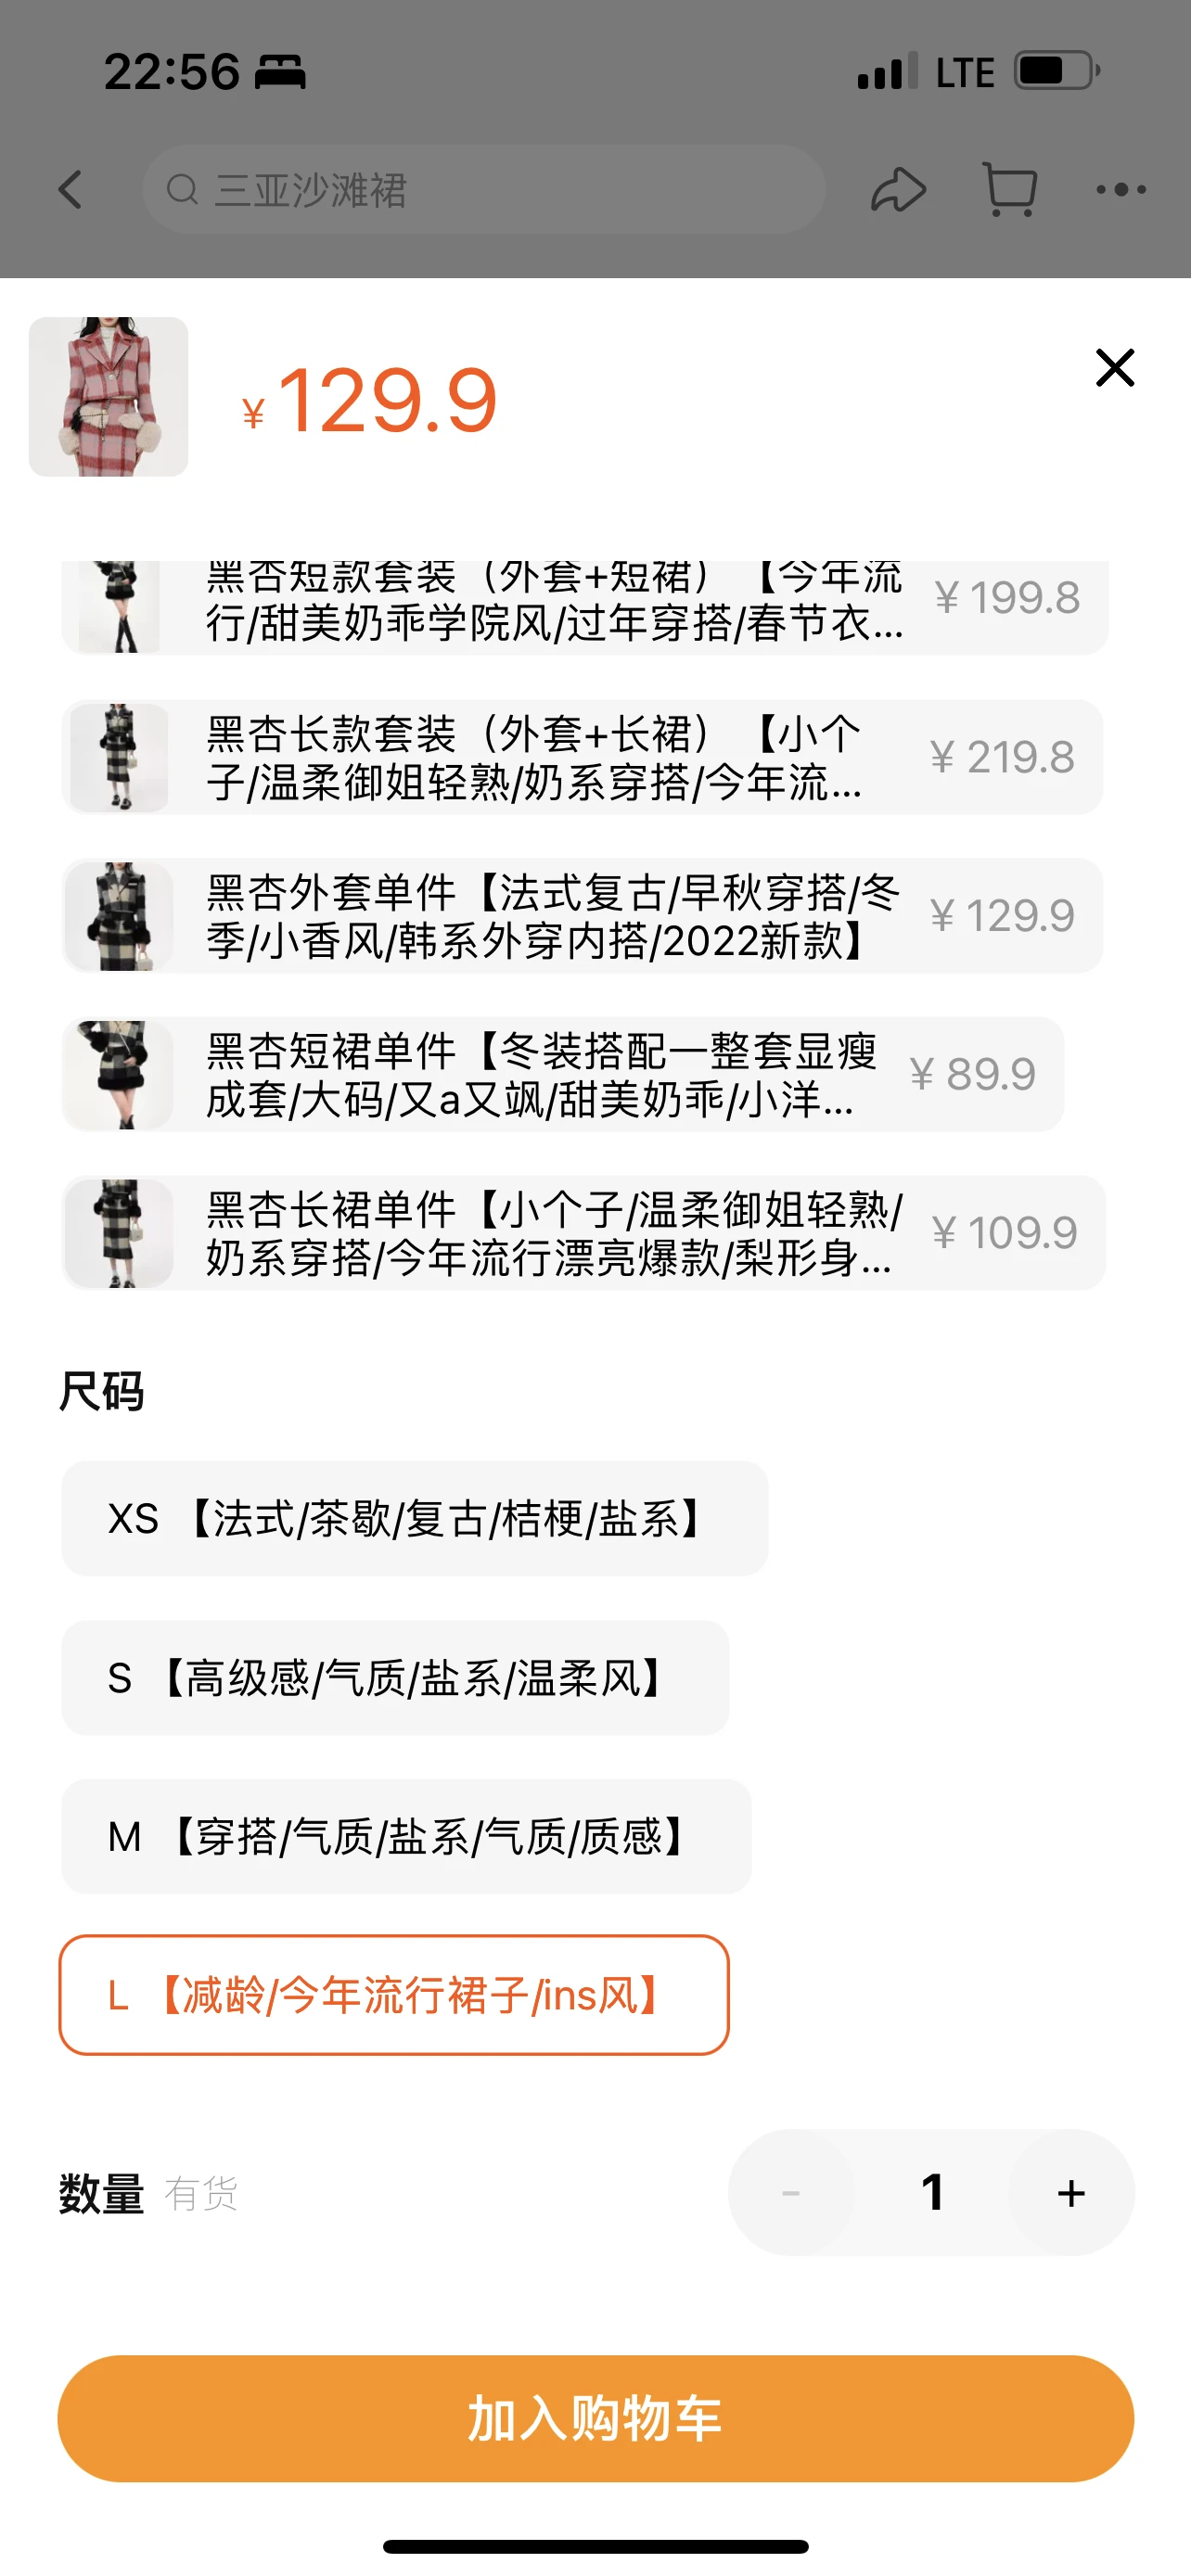 22:56
LTE
三亚沙滩裙
¥129.9
黑杏短款套装（外套+短裙）【今年流
行/甜美奶乖学院风/过年穿搭/春节衣...
¥ 199.8
黑杏长款套装（外套+长裙）【小个
子/温柔御姐轻熟/奶系穿搭/今年流...
¥ 219.8
黑杏外套单件【法式复古/早秋穿搭/冬
季/小香风/韩系外穿内搭/2022新款】
¥ 129.9
黑杏短裙单件【冬装搭配一整套显瘦
成套/大码/又a又飒/甜美奶乖/小洋...
¥ 89.9
黑杏长裙单件【小个子/温柔御姐轻熟/
奶系穿搭/今年流行漂亮爆款/梨形身...
¥ 109.9
尺码
XS 【法式/茶歇/复古/桔梗/盐系】
S 【高级感/气质/盐系/温柔风】
M 【穿搭/气质/盐系/气质/质感】
L 【减龄/今年流行裙子/ins风】
数量 有货
- 1 +
加入购物车